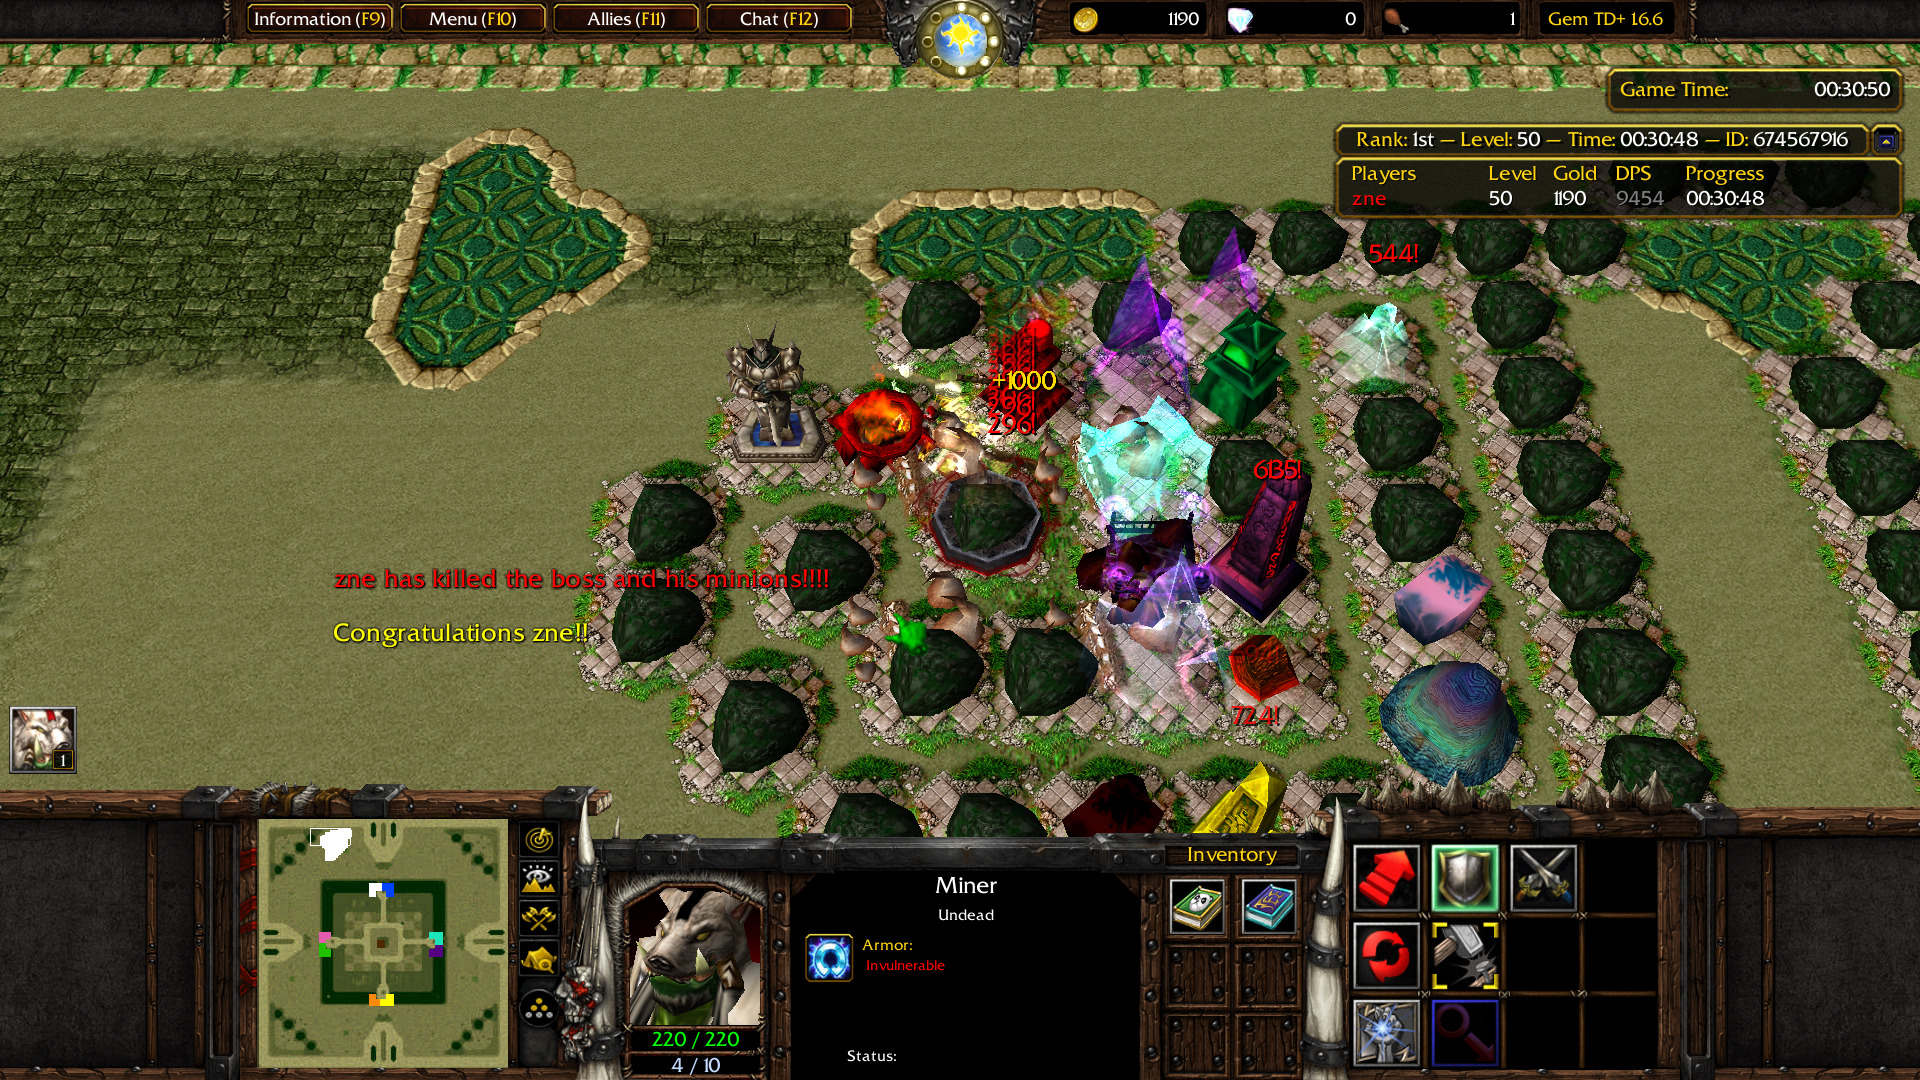 Information (F9) Menu (F10) Allies (F11) Chat (F12) 1190 0 1 Gem TD+ 1.6.6
Game Time: 00:30:50
Rank: 1st – Level: 50 – Time: 00:30:48 – ID: 674567916
Players Level Gold DPS Progress
zne 50 1190 9454 00:30:48
544!
+1000
296!
296!
635!
zne has killed the boss and his minions!!!!
Congratulations zne!!
724!
1
Inventory
Miner
Undead
Armor:
Invulnerable
220 / 220
4 / 10
Status: